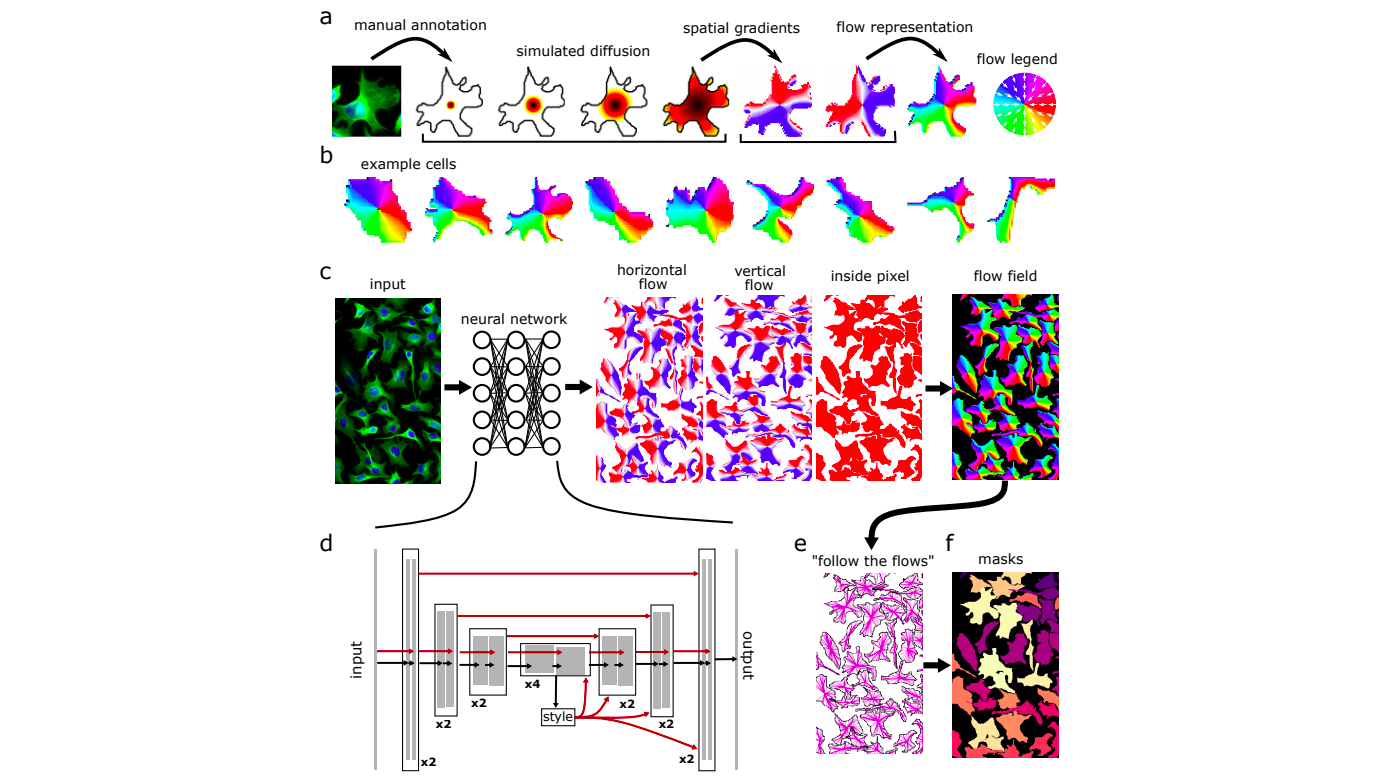 a
manual annotation
simulated diffusion
spatial gradients
flow representation
flow legend
b
example cells
c
input
neural network
horizontal
flow
vertical
flow
inside pixel
flow field
d
input
x2
x2
x2
x4
style
x2
x2
x2
output
e
"follow the flows"
f
masks